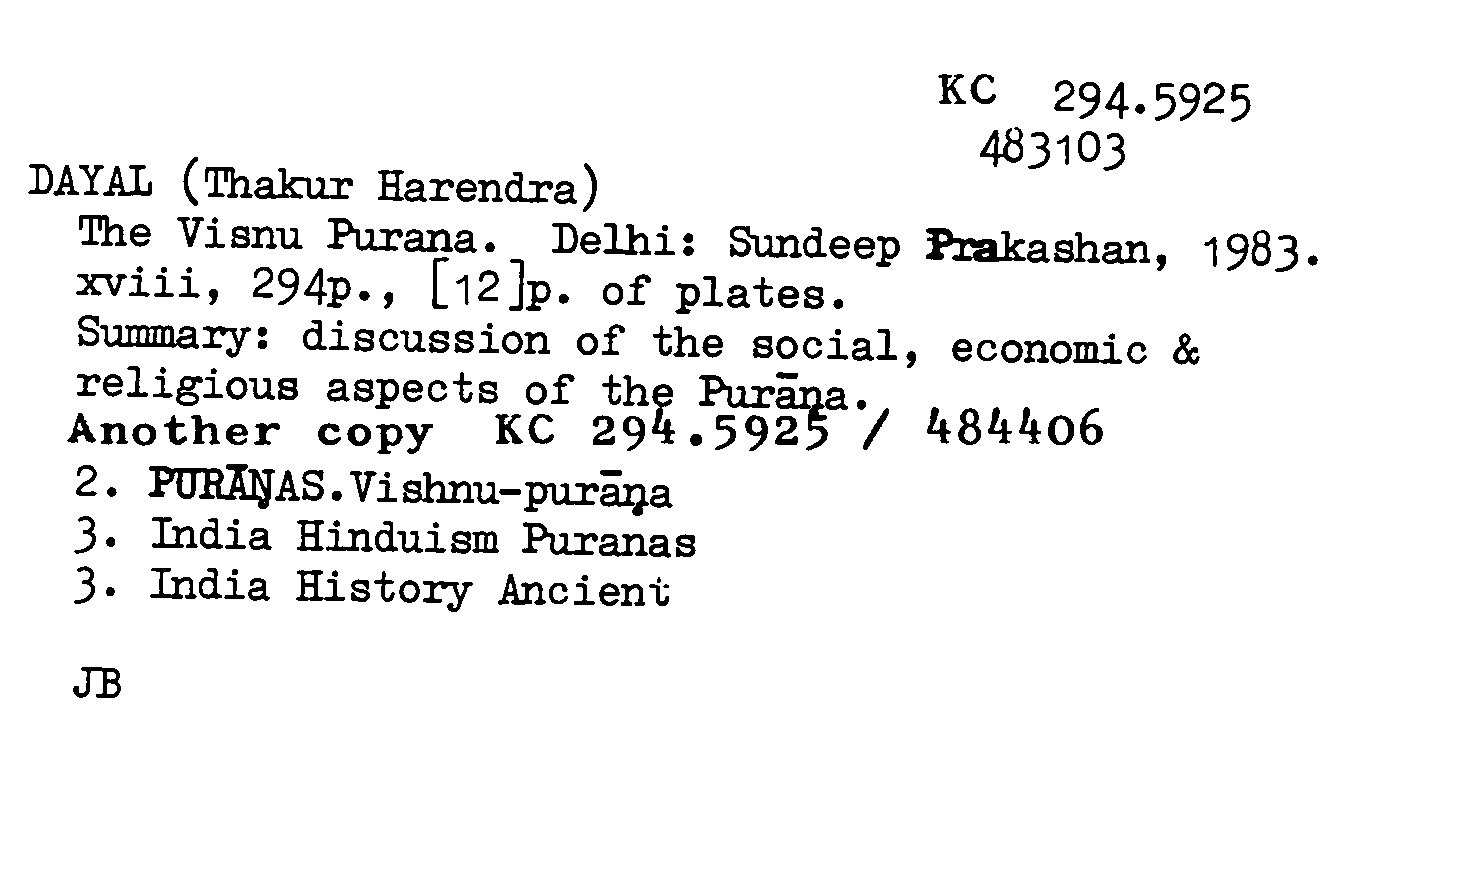 KC 294.5925
483103
DAYAL (Thakur Harendra)
The Visnu Purana. Delhi: Sundeep Prakashan, 1983.
xviii, 294p., [12]p. of plates.
Summary: discussion of the social, economic &
religious aspects of the Purāṇa.
Another copy KC 294.5925 / 484406
2. PURĀṆAS.Vishnu-purāṇa
3. India Hinduism Puranas
3. India History Ancient
JB